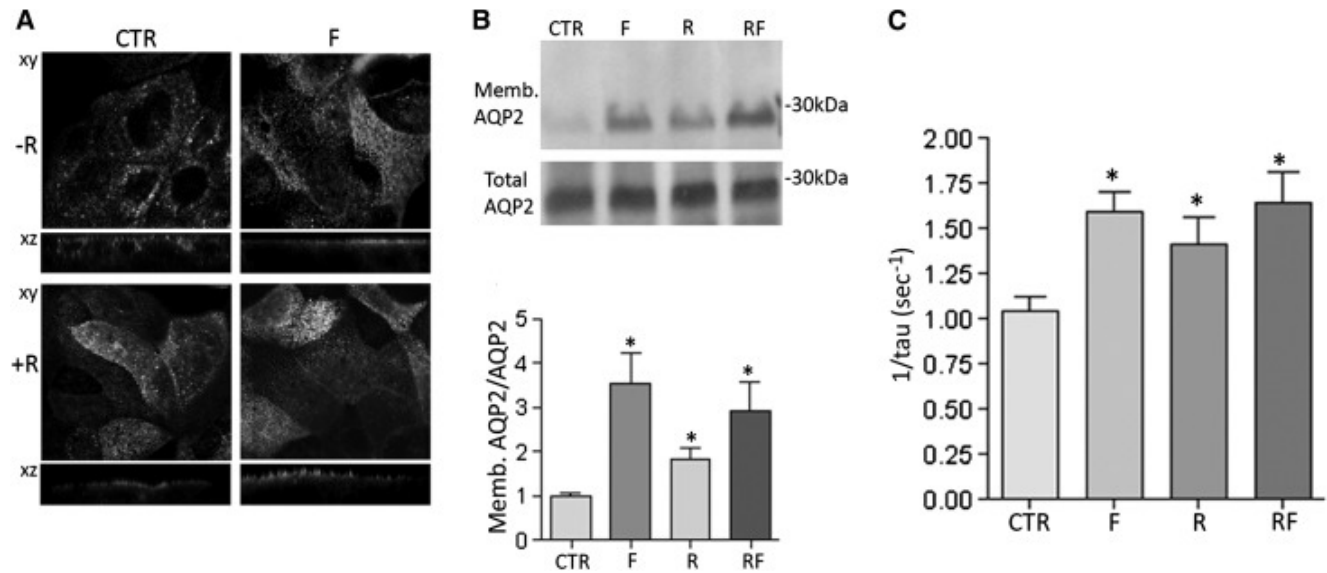 A
CTR F
xy
-R
xz
xy
+R
xz
B
CTR F R RF
Memb.
AQP2
-30kDa
Total
AQP2
-30kDa
Memb. AQP2/AQP2
5
4
3
2
1
0
* * *
CTR F R RF
C
1/tau (sec⁻¹)
2.00
1.75
1.50
1.25
1.00
0.75
0.50
0.25
0.00
* * *
CTR F R RF